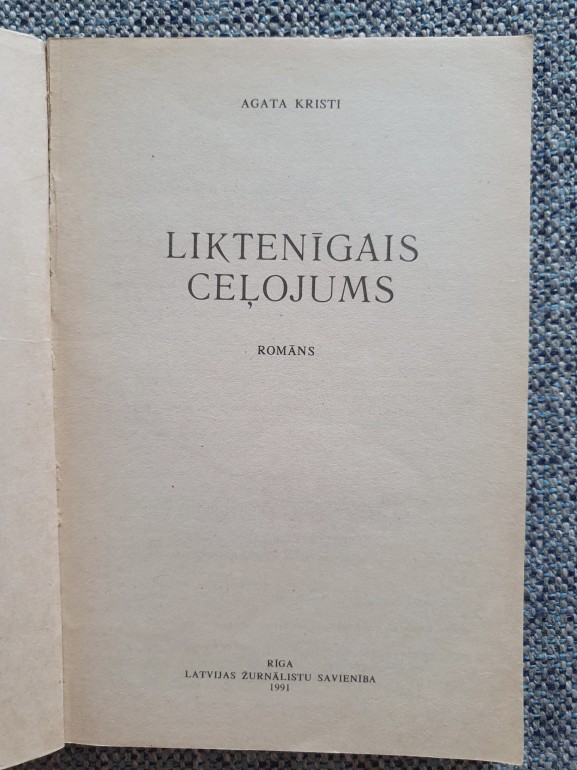 AGATA KRISTI
LIKTENĪGAIS
CEĻOJUMS
ROMĀNS
RĪGA
LATVIJAS ŽURNĀLISTU SAVIENĪBA
1991